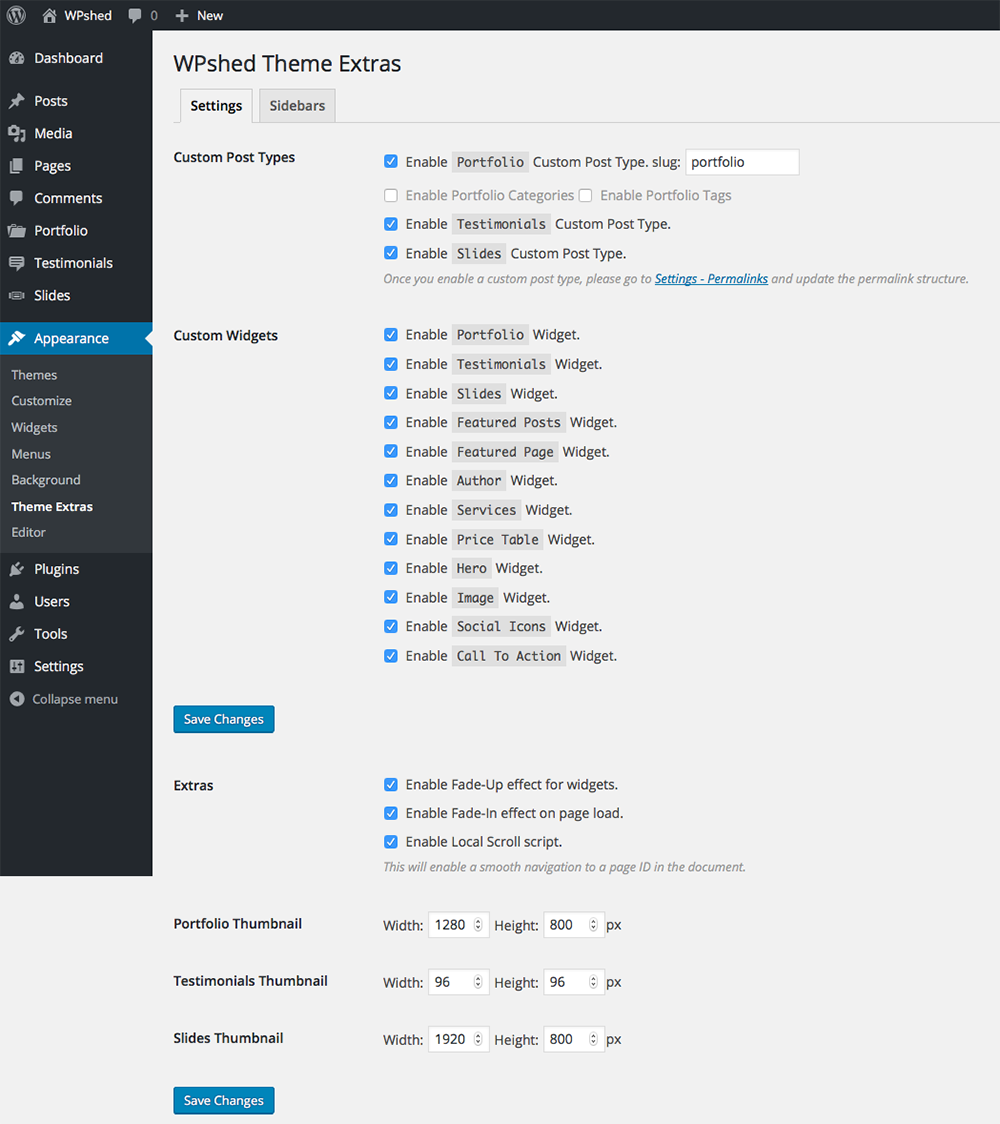 WPshed 0 New
Dashboard
Posts
Media
Pages
Comments
Portfolio
Testimonials
Slides
Appearance
Themes
Customize
Widgets
Menus
Background
Theme Extras
Editor
Plugins
Users
Tools
Settings
Collapse menu
WPshed Theme Extras
Settings Sidebars
Custom Post Types
Enable Portfolio Custom Post Type. slug: portfolio
Enable Portfolio Categories Enable Portfolio Tags
Enable Testimonials Custom Post Type.
Enable Slides Custom Post Type.
Once you enable a custom post type, please go to Settings - Permalinks and update the permalink structure.
Custom Widgets
Enable Portfolio Widget.
Enable Testimonials Widget.
Enable Slides Widget.
Enable Featured Posts Widget.
Enable Featured Page Widget.
Enable Author Widget.
Enable Services Widget.
Enable Price Table Widget.
Enable Hero Widget.
Enable Image Widget.
Enable Social Icons Widget.
Enable Call To Action Widget.
Save Changes
Extras
Enable Fade-Up effect for widgets.
Enable Fade-In effect on page load.
Enable Local Scroll script.
This will enable a smooth navigation to a page ID in the document.
Portfolio Thumbnail Width: 1280 Height: 800 px
Testimonials Thumbnail Width: 96 Height: 96 px
Slides Thumbnail Width: 1920 Height: 800 px
Save Changes